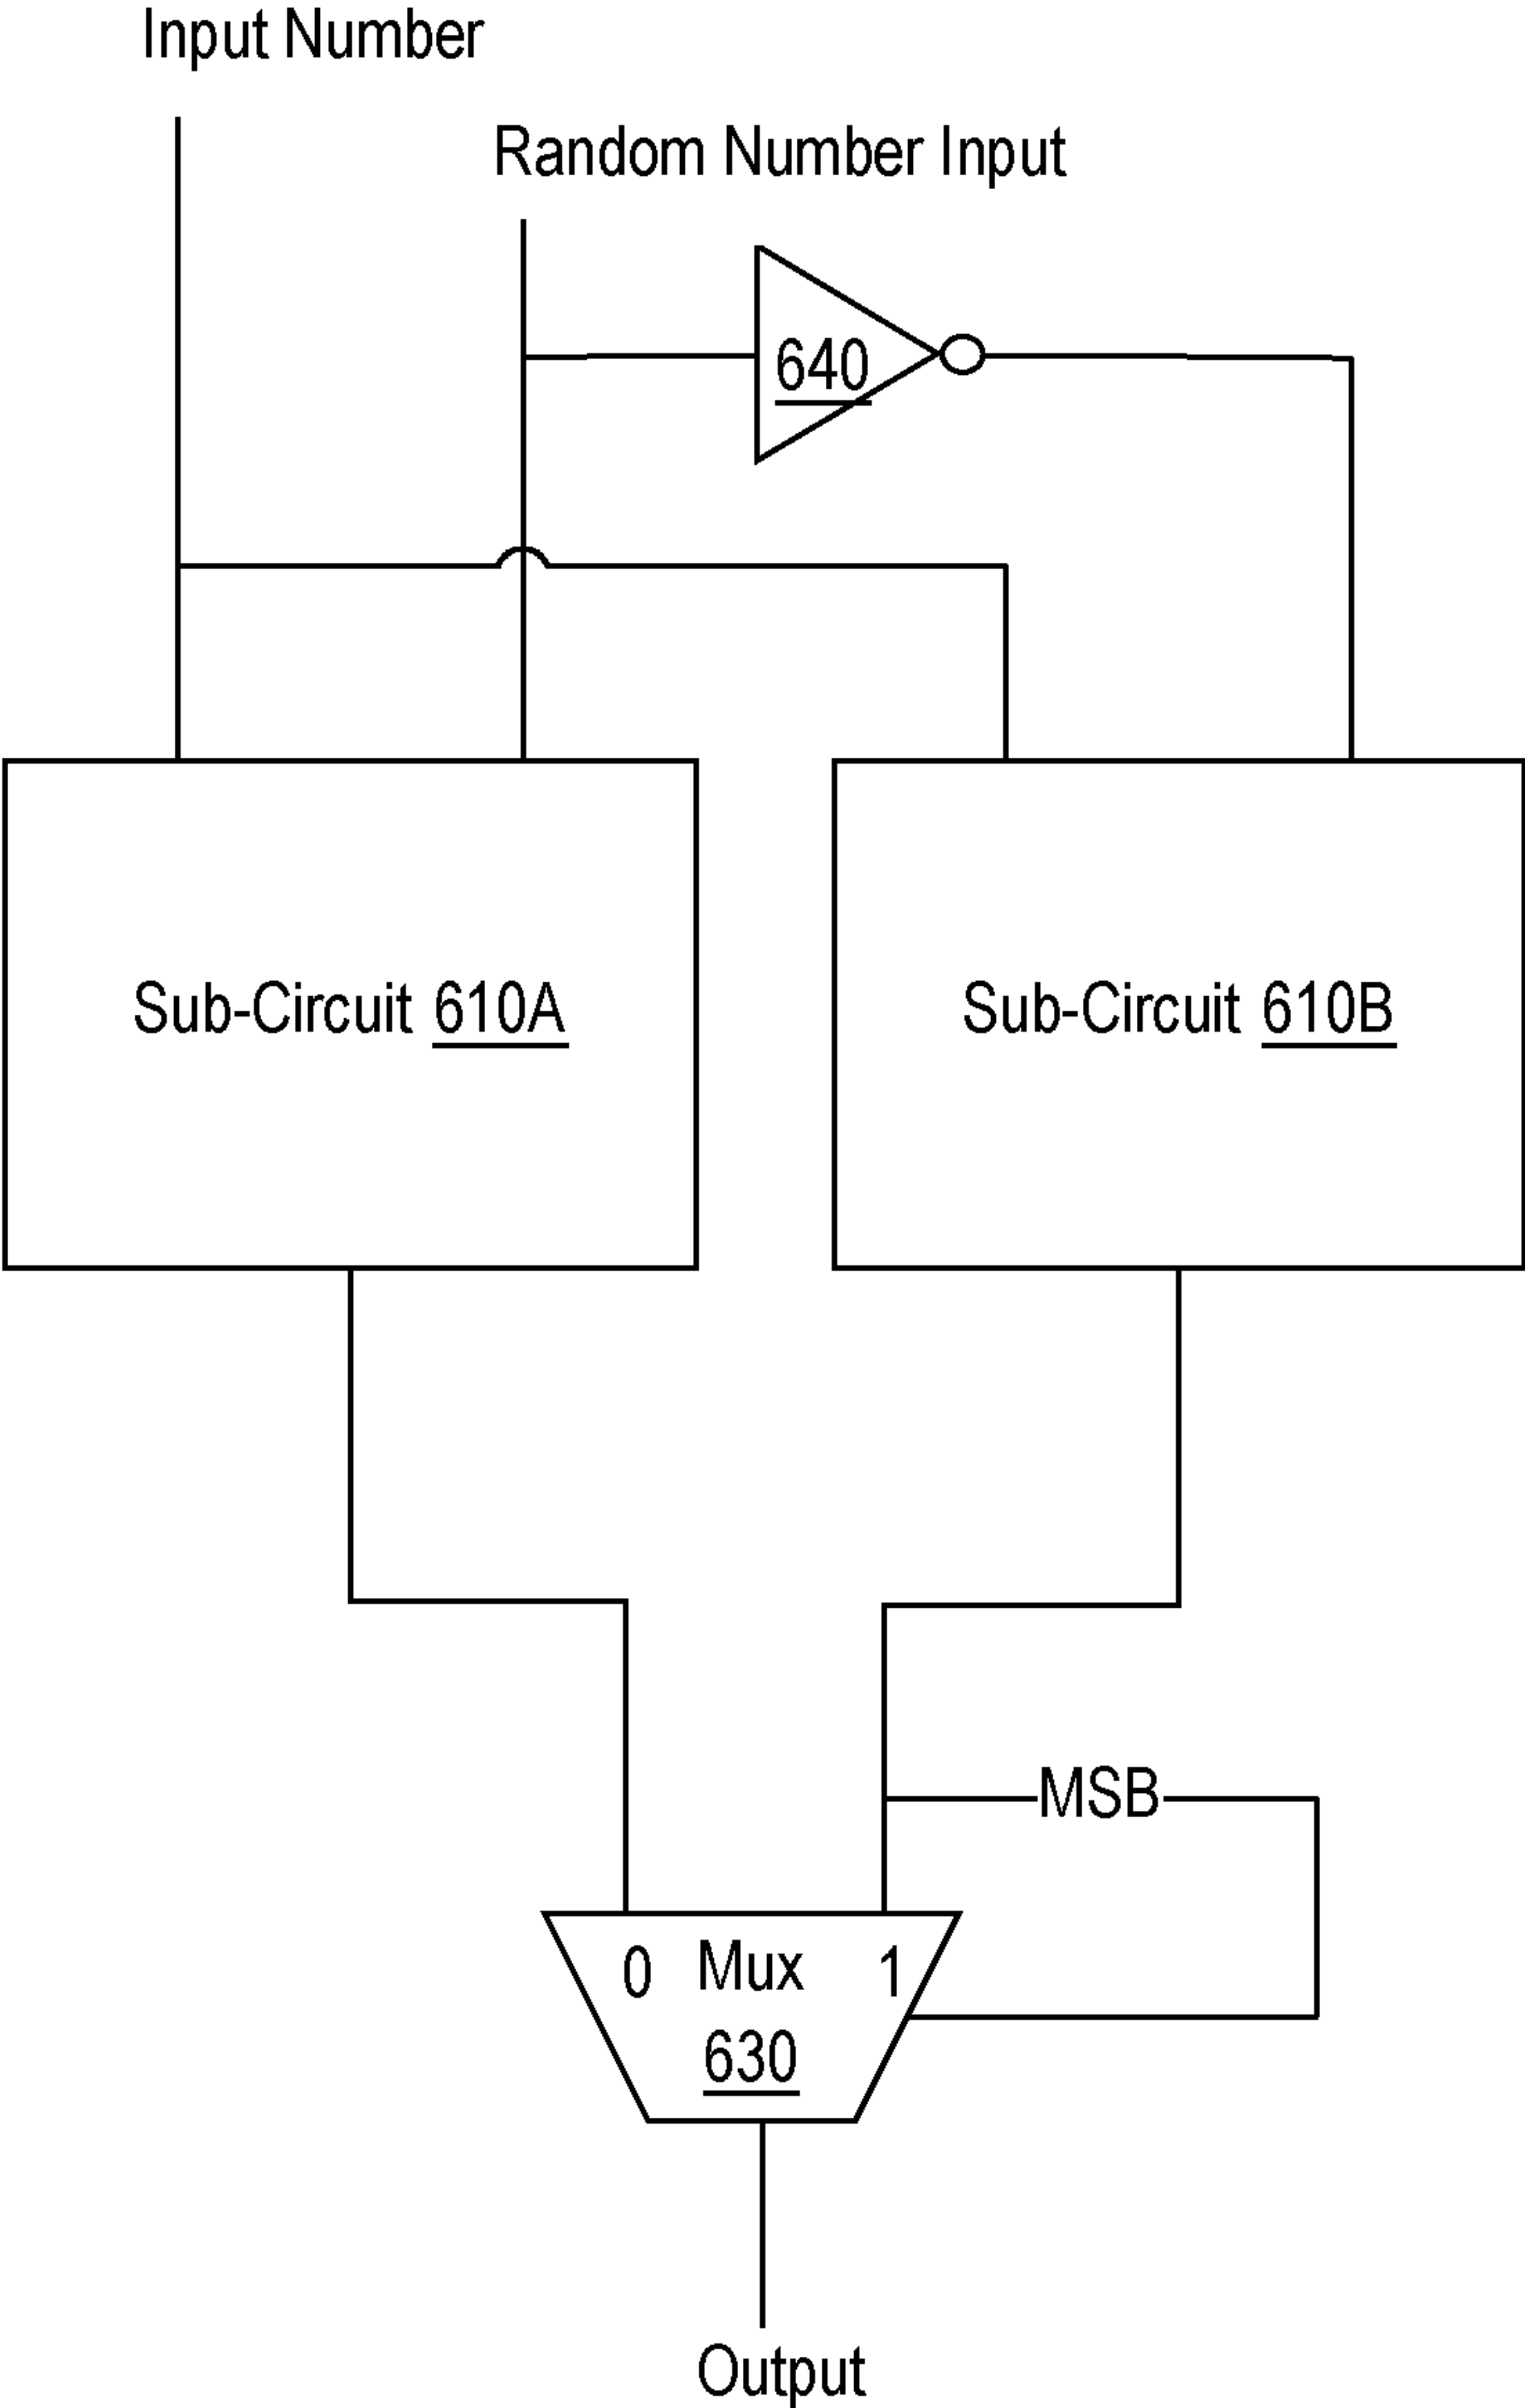 Input Number
Random Number Input
640
Sub-Circuit 610A
Sub-Circuit 610B
MSB
0 Mux 1
630
Output